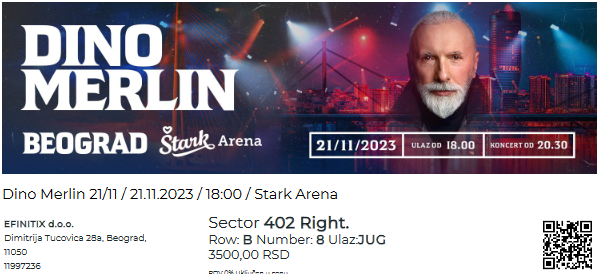 DINO
MERLIN
BEOGRAD Štark Arena
21/11/2023 ULAZ OD 18.00 KONCERT OD 20.30
Dino Merlin 21/11 / 21.11.2023 / 18:00 / Stark Arena
EFINITIX d.o.o.
Dimitrija Tucovica 28a, Beograd,
11050
11997236
Sector 402 Right.
Row: B Number: 8 Ulaz:JUG
3500,00 RSD